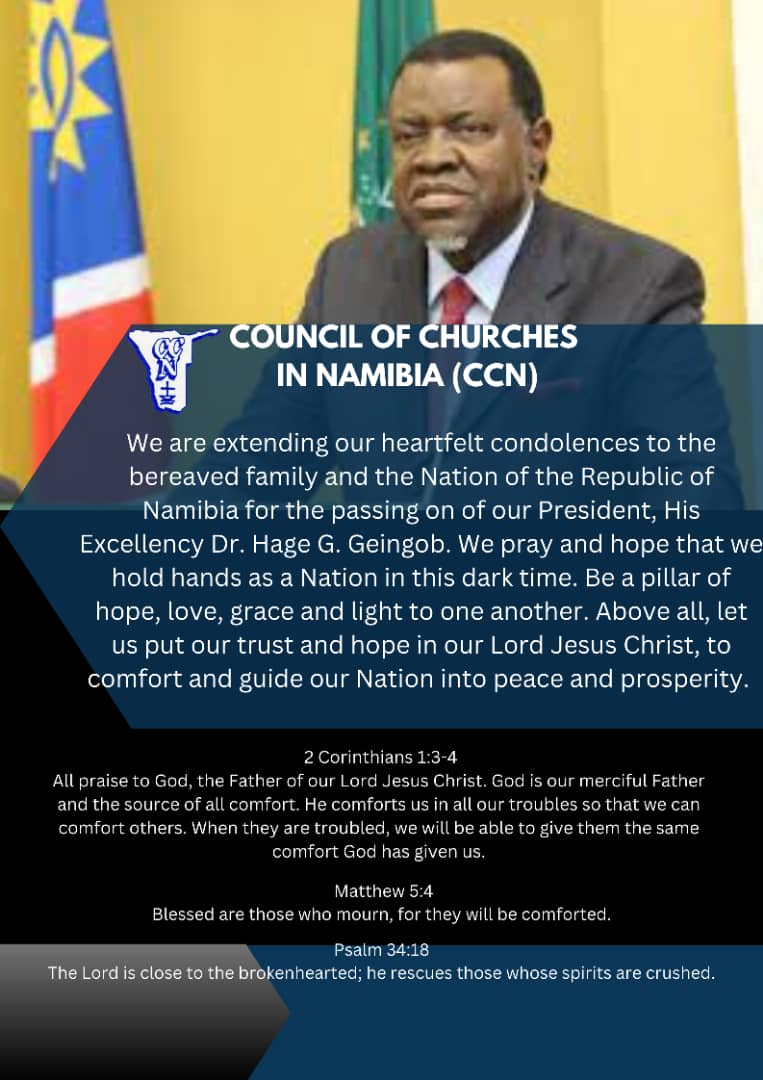 COUNCIL OF CHURCHES
IN NAMIBIA (CCN)
CC
N
We are extending our heartfelt condolences to the
bereaved family and the Nation of the Republic of
Namibia for the passing on of our President, His
Excellency Dr. Hage G. Geingob. We pray and hope that we
hold hands as a Nation in this dark time. Be a pillar of
hope, love, grace and light to one another. Above all, let
us put our trust and hope in our Lord Jesus Christ, to
comfort and guide our Nation into peace and prosperity.
2 Corinthians 1:3-4
All praise to God, the Father of our Lord Jesus Christ. God is our merciful Father
and the source of all comfort. He comforts us in all our troubles so that we can
comfort others. When they are troubled, we will be able to give them the same
comfort God has given us.
Matthew 5:4
Blessed are those who mourn, for they will be comforted.
Psalm 34:18
The Lord is close to the brokenhearted; he rescues those whose spirits are crushed.